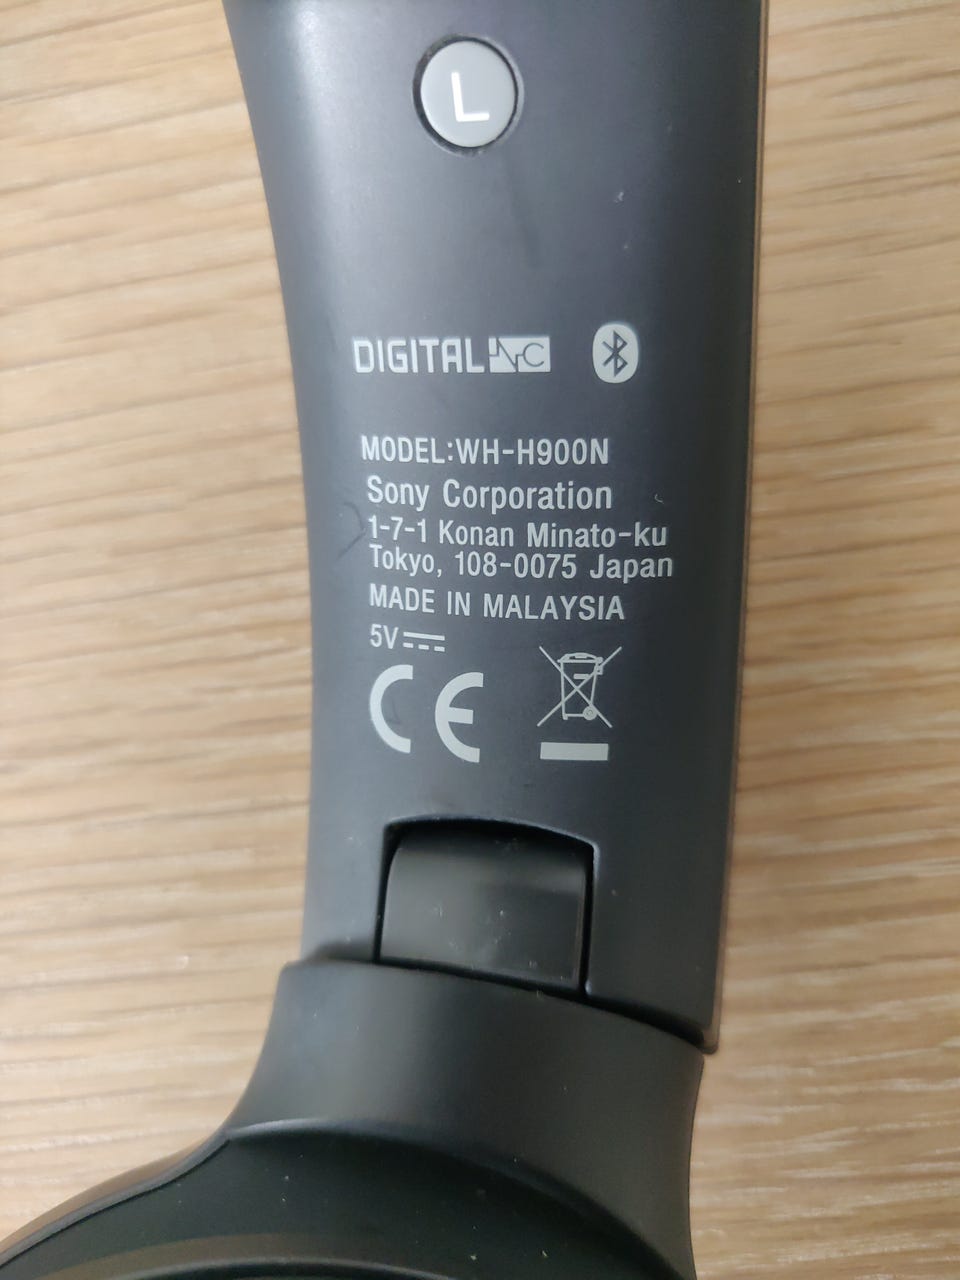 L
DIGITAL NC
MODEL:WH-H900N
Sony Corporation
1-7-1 Konan Minato-ku
Tokyo, 108-0075 Japan
MADE IN MALAYSIA
5V
CE